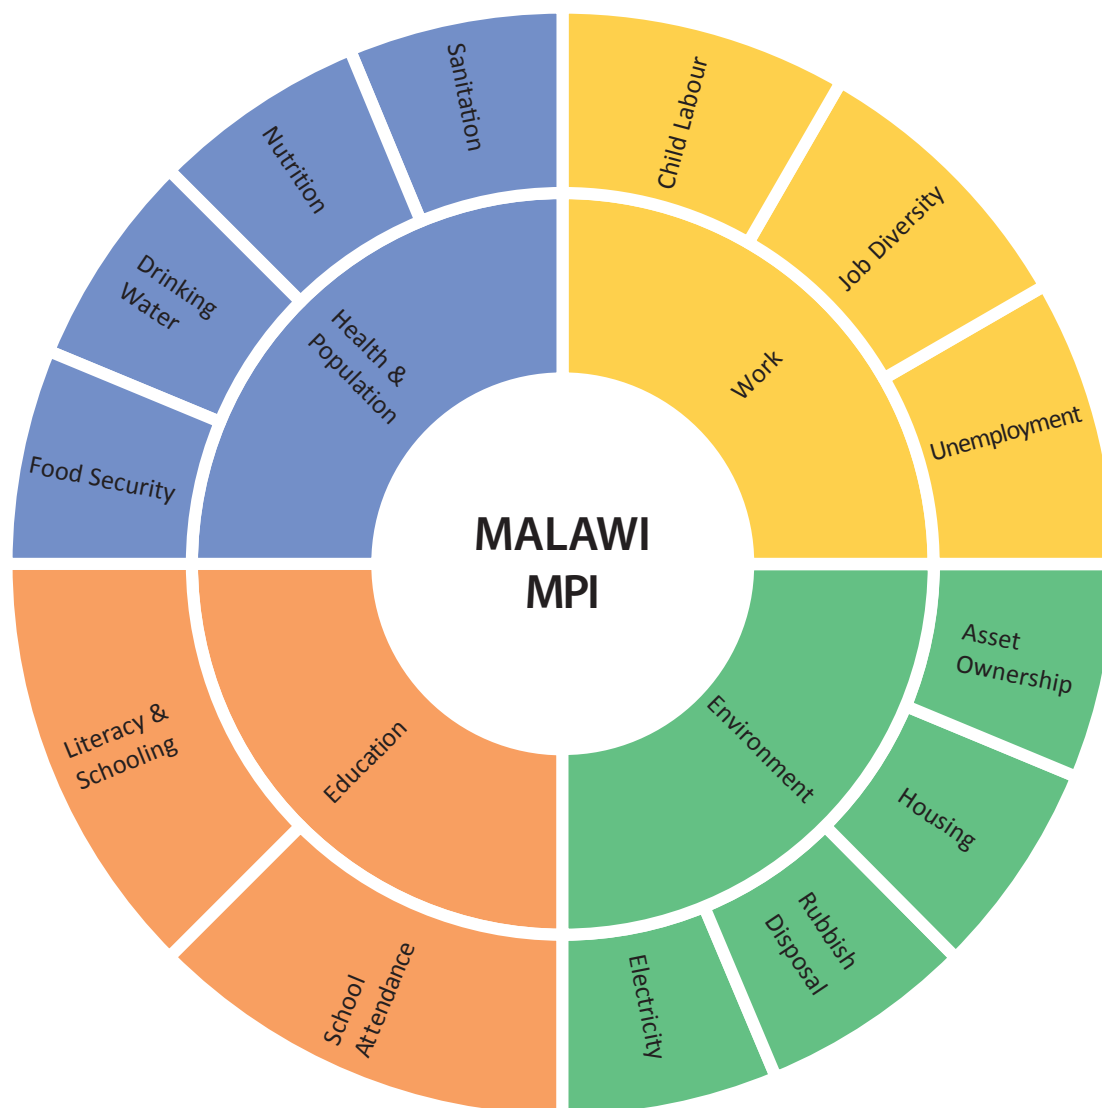 Sanitation
Nutrition
Drinking
Water
Food Security
Health &
Population
Child Labour
Job Diversity
Unemployment
Work
MALAWI
MPI
Asset
Ownership
Housing
Rubbish
Disposal
Electricity
Environment
Education
Literacy &
Schooling
School
Attendance